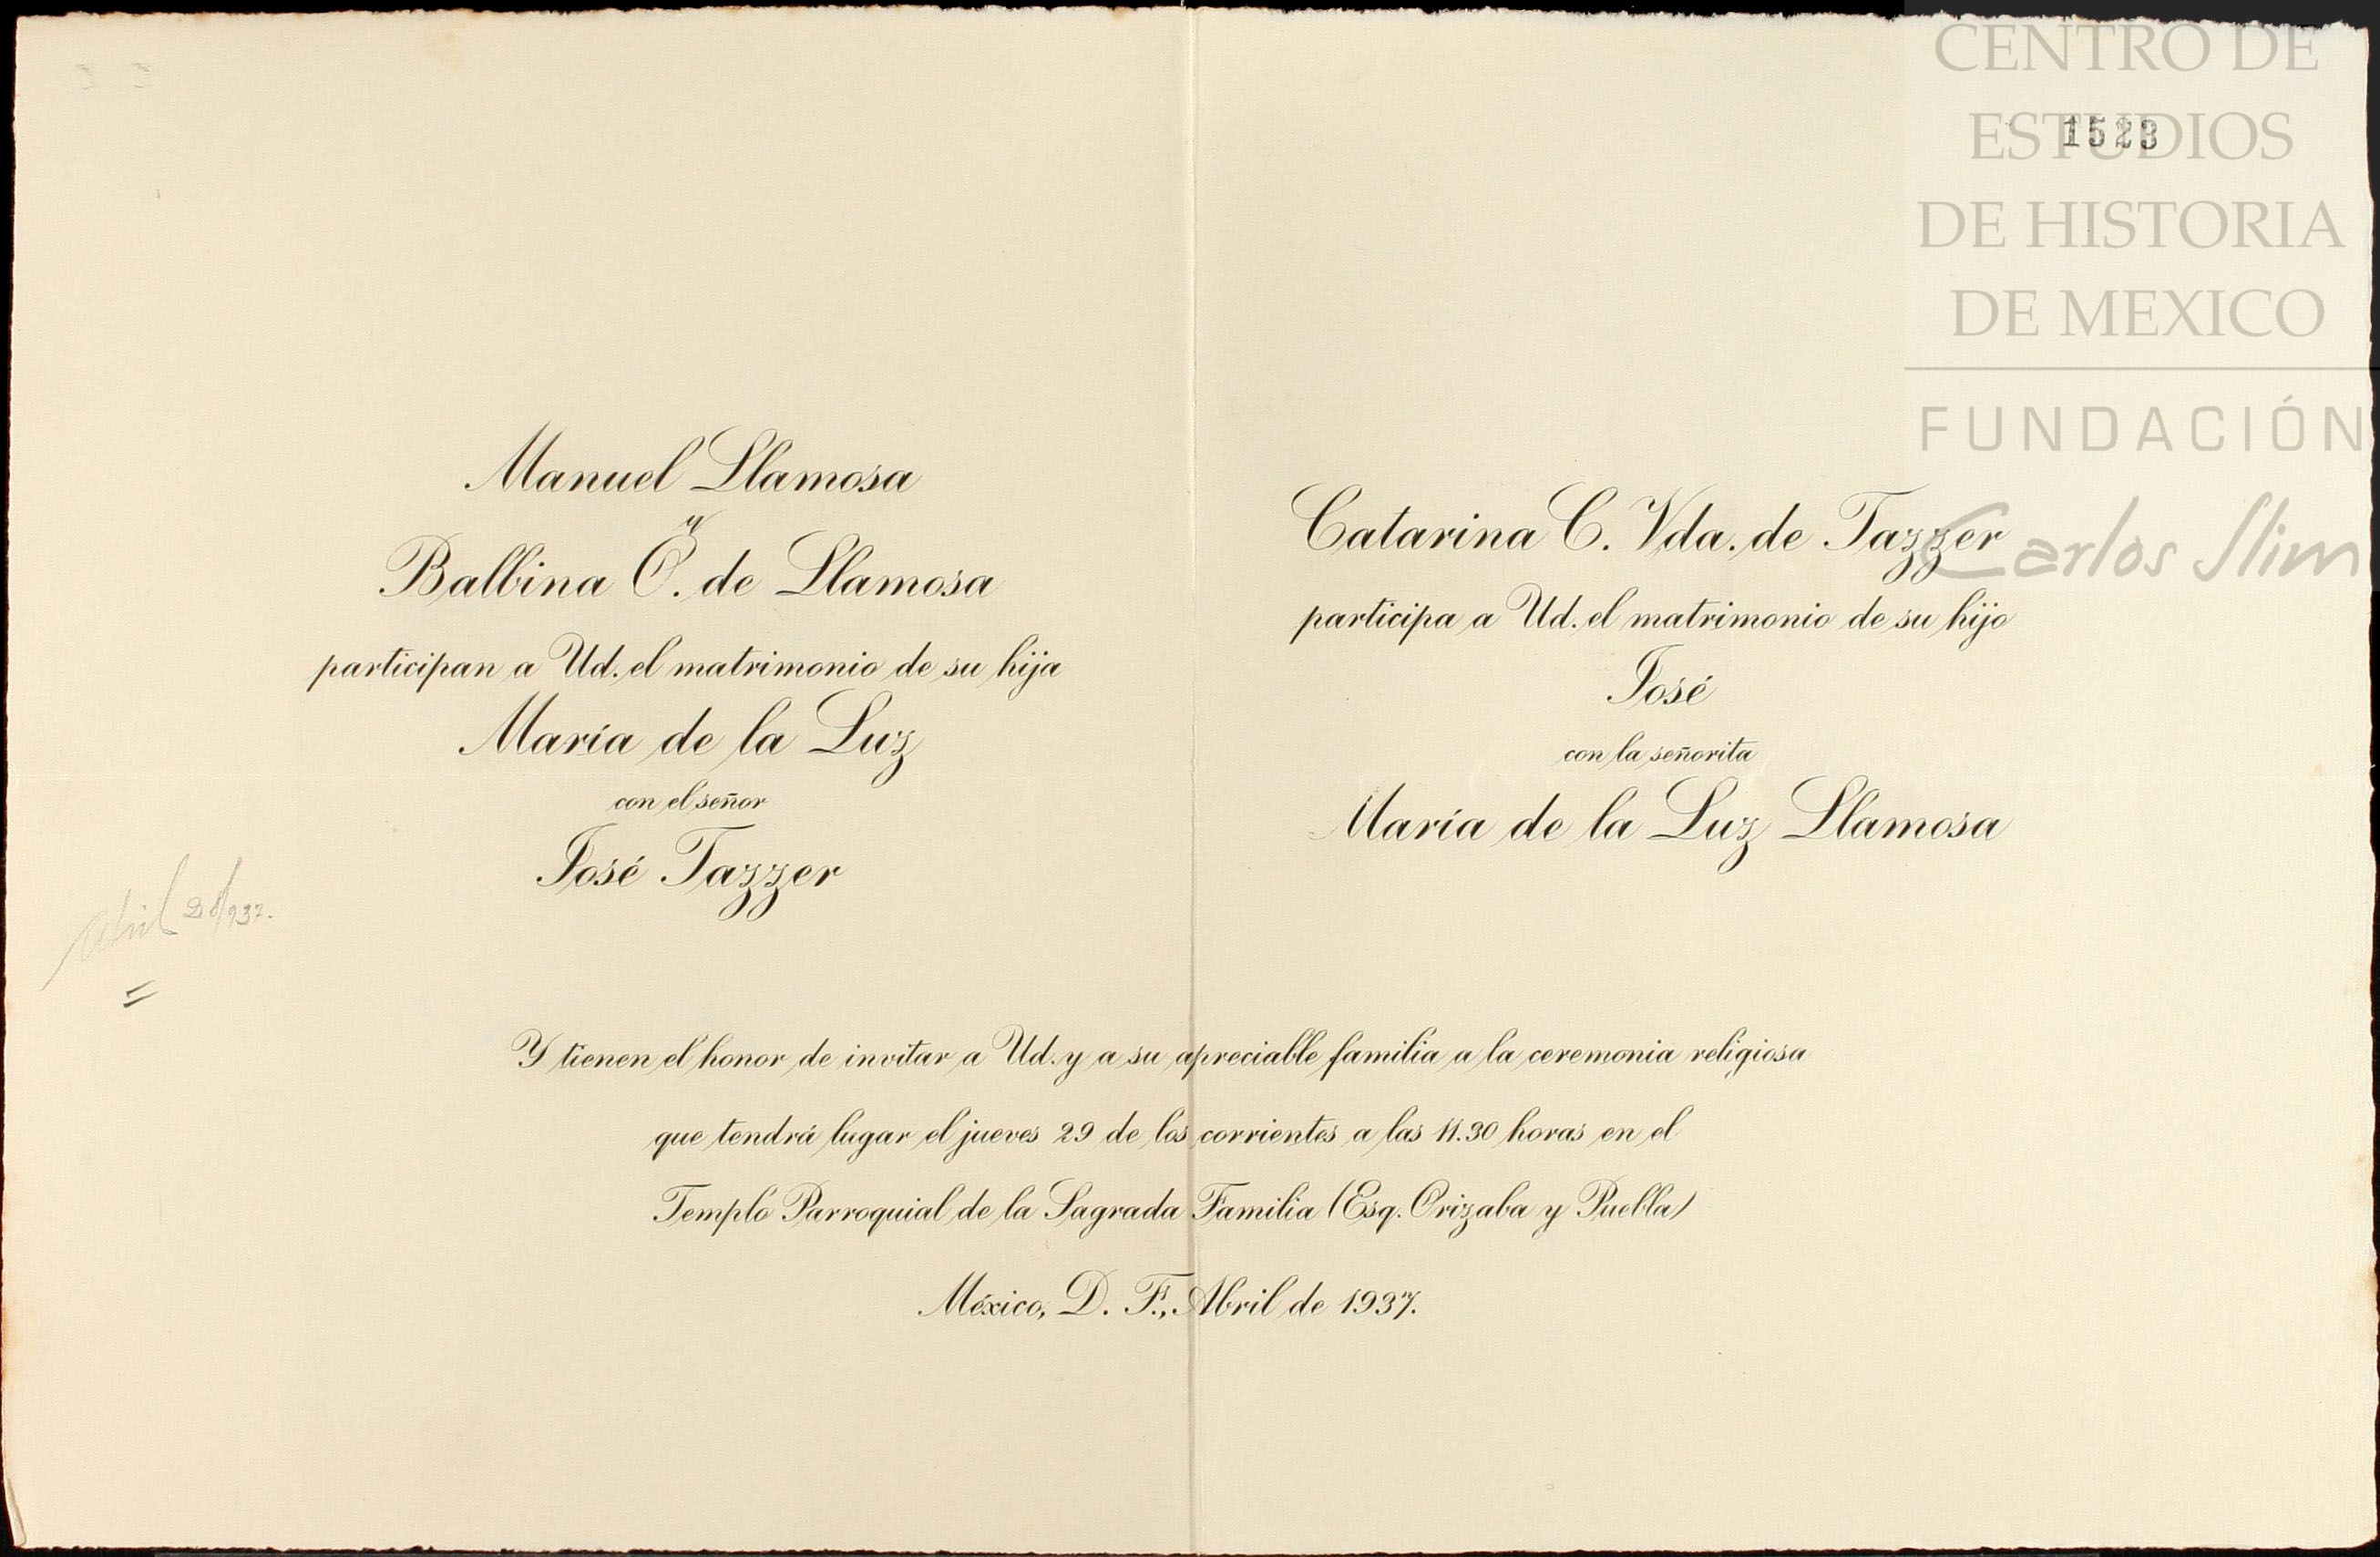 Manuel Llamosa
y
Balbina O. de Llamosa
participan a Ud. el matrimonio de su hija
María de la Luz
con el señor
José Tazzer
Catarina C. Vda. de Tazzer
participa a Ud. el matrimonio de su hijo
José
con la señorita
María de la Luz Llamosa
Y tienen el honor de invitar a Ud. y a su apreciable familia a la ceremonia religiosa
que tendrá lugar el jueves 29 de los corrientes a las 11.30 horas en el
Templo Parroquial de la Sagrada Familia (Esq. Orizaba y Puebla)
México, D. F., Abril de 1937.
Abril 28/937.
1523
CENTRO DE
ESTUDIOS
DE HISTORIA
DE MEXICO
FUNDACIÓN
Carlos Slim